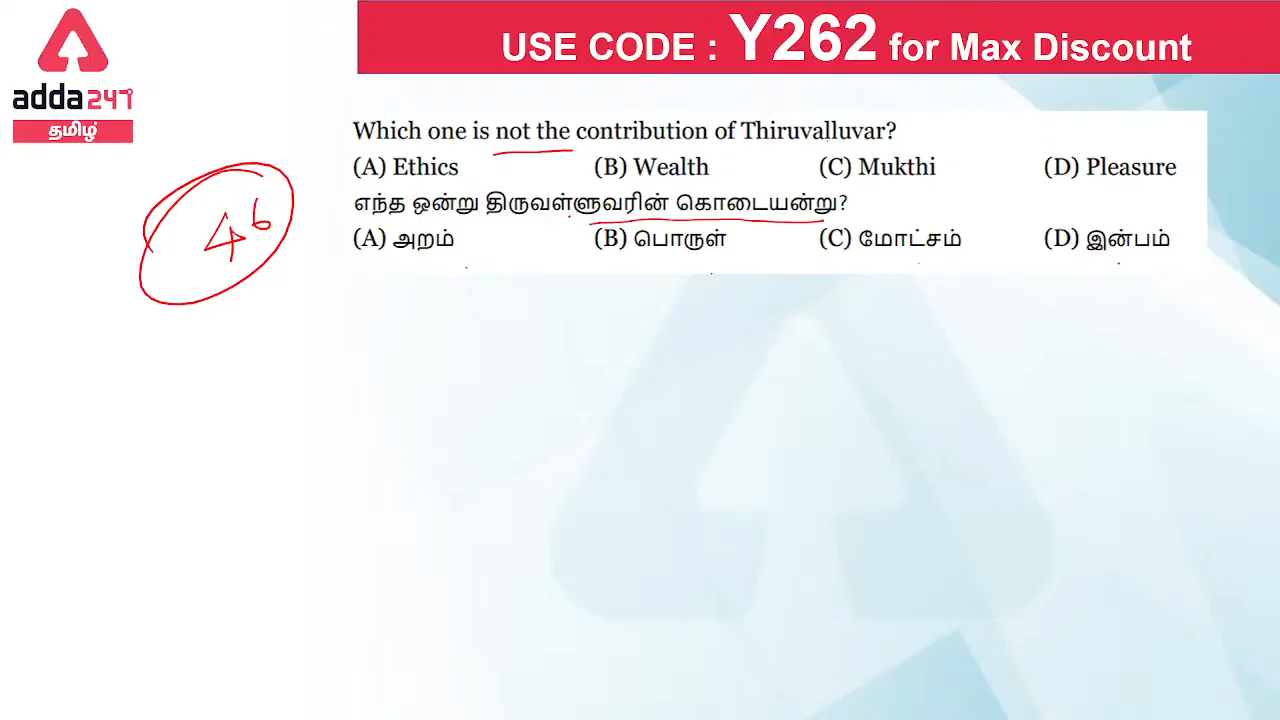 USE CODE : Y262 for Max Discount
adda247
தமிழ்
Which one is not the contribution of Thiruvalluvar?
(A) Ethics (B) Wealth (C) Mukthi (D) Pleasure
எந்த ஒன்று திருவள்ளுவரின் கொடையன்று?
(A) அறம் (B) பொருள் (C) மோட்சம் (D) இன்பம்
46